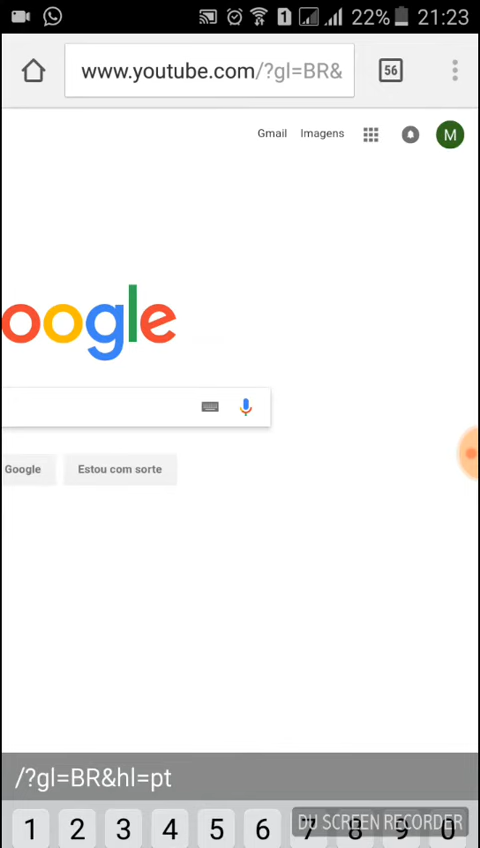 1 22% 21:23
www.youtube.com/?gl=BR&
56
Gmail Imagens M
oogle
Google Estou com sorte
/?gl=BR&hl=pt
1 2 3 4 5 6 7 8 9 0
DU SCREEN RECORDER